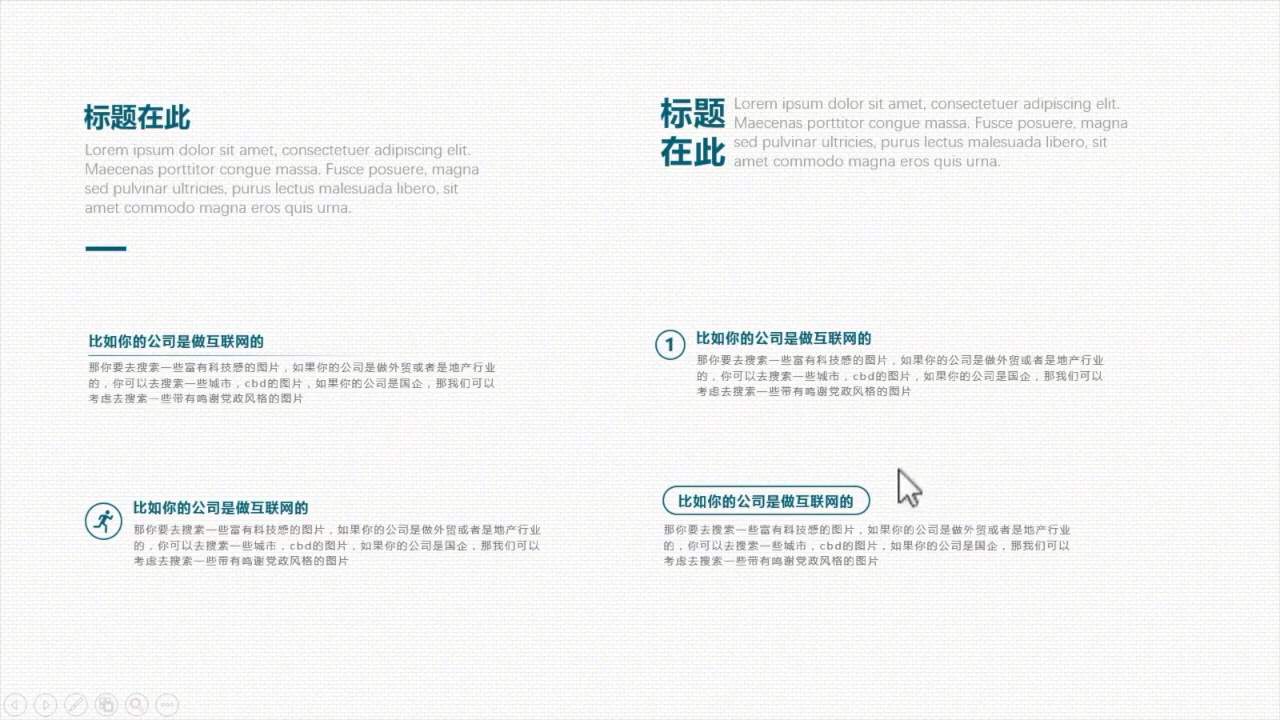 标题在此
Lorem ipsum dolor sit amet, consectetuer adipiscing elit.
Maecenas porttitor congue massa. Fusce posuere, magna
sed pulvinar ultricies, purus lectus malesuada libero, sit
amet commodo magna eros quis urna.
标题
在此
Lorem ipsum dolor sit amet, consectetuer adipiscing elit.
Maecenas porttitor congue massa. Fusce posuere, magna
sed pulvinar ultricies, purus lectus malesuada libero, sit
amet commodo magna eros quis urna.
比如你的公司是做互联网的
那你要去搜索一些富有科技感的图片，如果你的公司是做外贸或者是地产行业
的，你可以去搜索一些城市，cbd的图片，如果你的公司是国企，那我们可以
考虑去搜索一些带有鸣谢党政风格的图片
1
比如你的公司是做互联网的
那你要去搜索一些富有科技感的图片，如果你的公司是做外贸或者是地产行业
的，你可以去搜索一些城市，cbd的图片，如果你的公司是国企，那我们可以
考虑去搜索一些带有鸣谢党政风格的图片
比如你的公司是做互联网的
那你要去搜索一些富有科技感的图片，如果你的公司是做外贸或者是地产行业
的，你可以去搜索一些城市，cbd的图片，如果你的公司是国企，那我们可以
考虑去搜索一些带有鸣谢党政风格的图片
比如你的公司是做互联网的
那你要去搜索一些富有科技感的图片，如果你的公司是做外贸或者是地产行业
的，你可以去搜索一些城市，cbd的图片，如果你的公司是国企，那我们可以
考虑去搜索一些带有鸣谢党政风格的图片